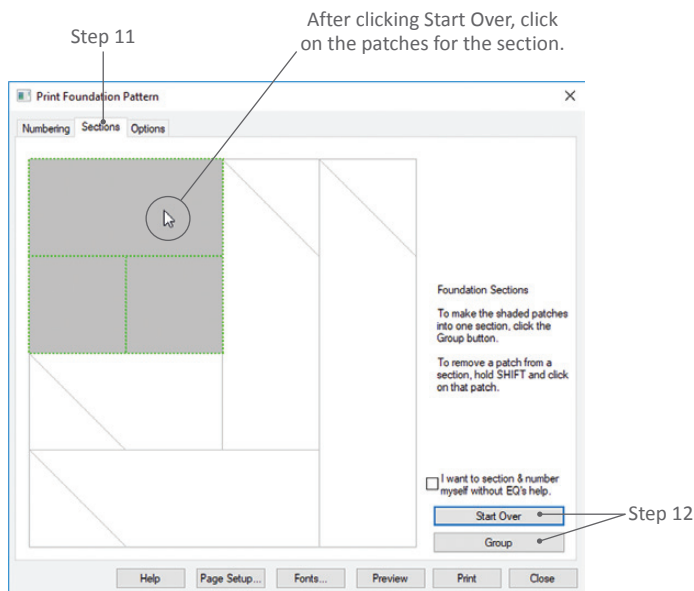 Step 11
After clicking Start Over, click
on the patches for the section.
Print Foundation Pattern
Numbering Sections Options
Foundation Sections
To make the shaded patches
into one section, click the
Group button.
To remove a patch from a
section, hold SHIFT and click
on that patch.
I want to section & number
myself without EQ's help.
Start Over
Step 12
Group
Help Page Setup... Fonts... Preview Print Close